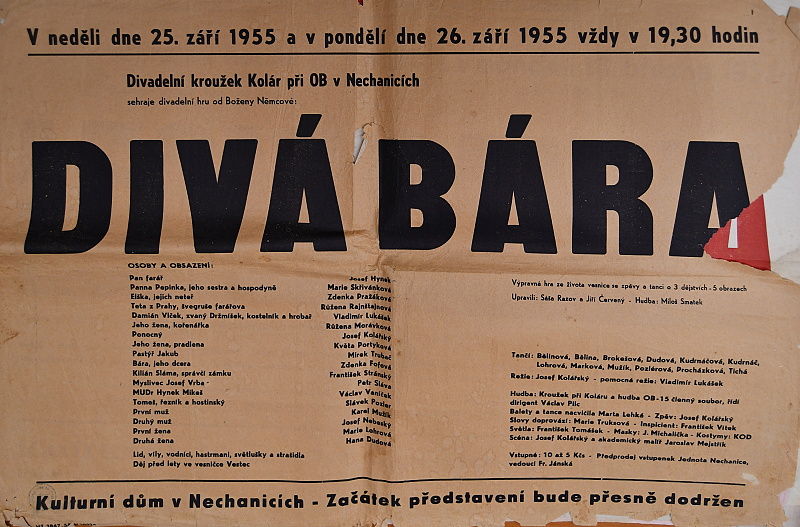 V neděli dne 25. září 1955 a v pondělí dne 26. září 1955 vždy v 19,30 hodin
Divadelní kroužek Kolár při OB v Nechanicích
sehraje divadelní hru od Boženy Němcové:
DIVÁ BÁRA
OSOBY A OBSAZENÍ:
Pan farář Josef Hynek
Panna Pepinka, jeho sestra a hospodyně Marie Skřivánková
Eliška, jejich neteř Zdenka Pražáková
Teta z Prahy, švegruše farářova Růžena Rajnštajnová
Damián Vlček, zvaný Držmíšek, kostelník a hrobař Vladimír Lukášek
Jeho žena, kořenářka Růžena Morávková
Ponocný Josef Kolářský
Jeho žena, pradlena Květa Portyková
Pastýř Jakub Mirek Trubač
Bára, jeho dcera Zdenka Fofová
Kilián Sláma, správčí zámku František Stránský
Myslivec Josef Vrba Petr Sláva
MUDr Hynek Mikeš Václav Vaníček
Tomeš, řezník a hostinský Slávek Pozler
První muž Karel Mužík
Druhý muž Josef Nebeský
První žena Marie Lohrová
Druhá žena Hana Dudová
Lid, víly, vodníci, hastrmani, světlušky a strašidla
Děj před lety ve vesničce Vestec
Výpravná hra ze života vesnice se zpěvy a tanci o 3 dějstvích - 5 obrazech
Upravili: Sáša Razov a Jiří Červený - Hudba: Miloš Smatek
Tančí: Bělinová, Bělina, Brokešová, Dudová, Kudrnáčová, Kudrnáč,
Lohrová, Marková, Mužík, Pozlérová, Procházková, Tichá
Režie: Josef Kolářský - pomocná režie: Vladimír Lukášek
Hudba: Kroužek při Koláru a hudba OB-15 členný soubor, řídí
dirigent Václav Plic
Balety a tance nacvičila Marta Lehká - Zpěv: Josef Kolářský
Slovy doprovází: Marie Truksová - Inspicient: František Vítek
Světla: František Tomášek - Masky: J. Michalička - Kostymy: KOD
Scéna: Josef Kolářský a akademický malíř Jaroslav Mejstřík
Vstupné: 10 až 5 Kčs - Předprodej vstupenek Jednota Nechanice,
vedoucí Fr. Jánská
Kulturní dům v Nechanicích - Začátek představení bude přesně dodržen